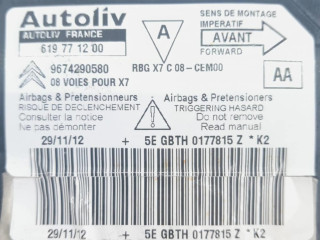 Autoliv
AUTOLIV FRANCE
619 77 12 00
A
SENS DE MONTAGE
IMPERATIF
AVANT
FORWARD
9674290580
RBG X7 C 08 -CEM00
08 VOIES POUR X7
AA
Airbags & Pretensionneurs
RISQUE DE DECLENCHEMENT
Consulter la notice
Ne pas démonter
Airbags & Pretensioners
TRIGGERING HASARD
Do not remove
Read manual
29/11/12 + 5E GBTH 0177815 Z * K2
29/11/12 + 5E GBTH 0177815 Z * K2